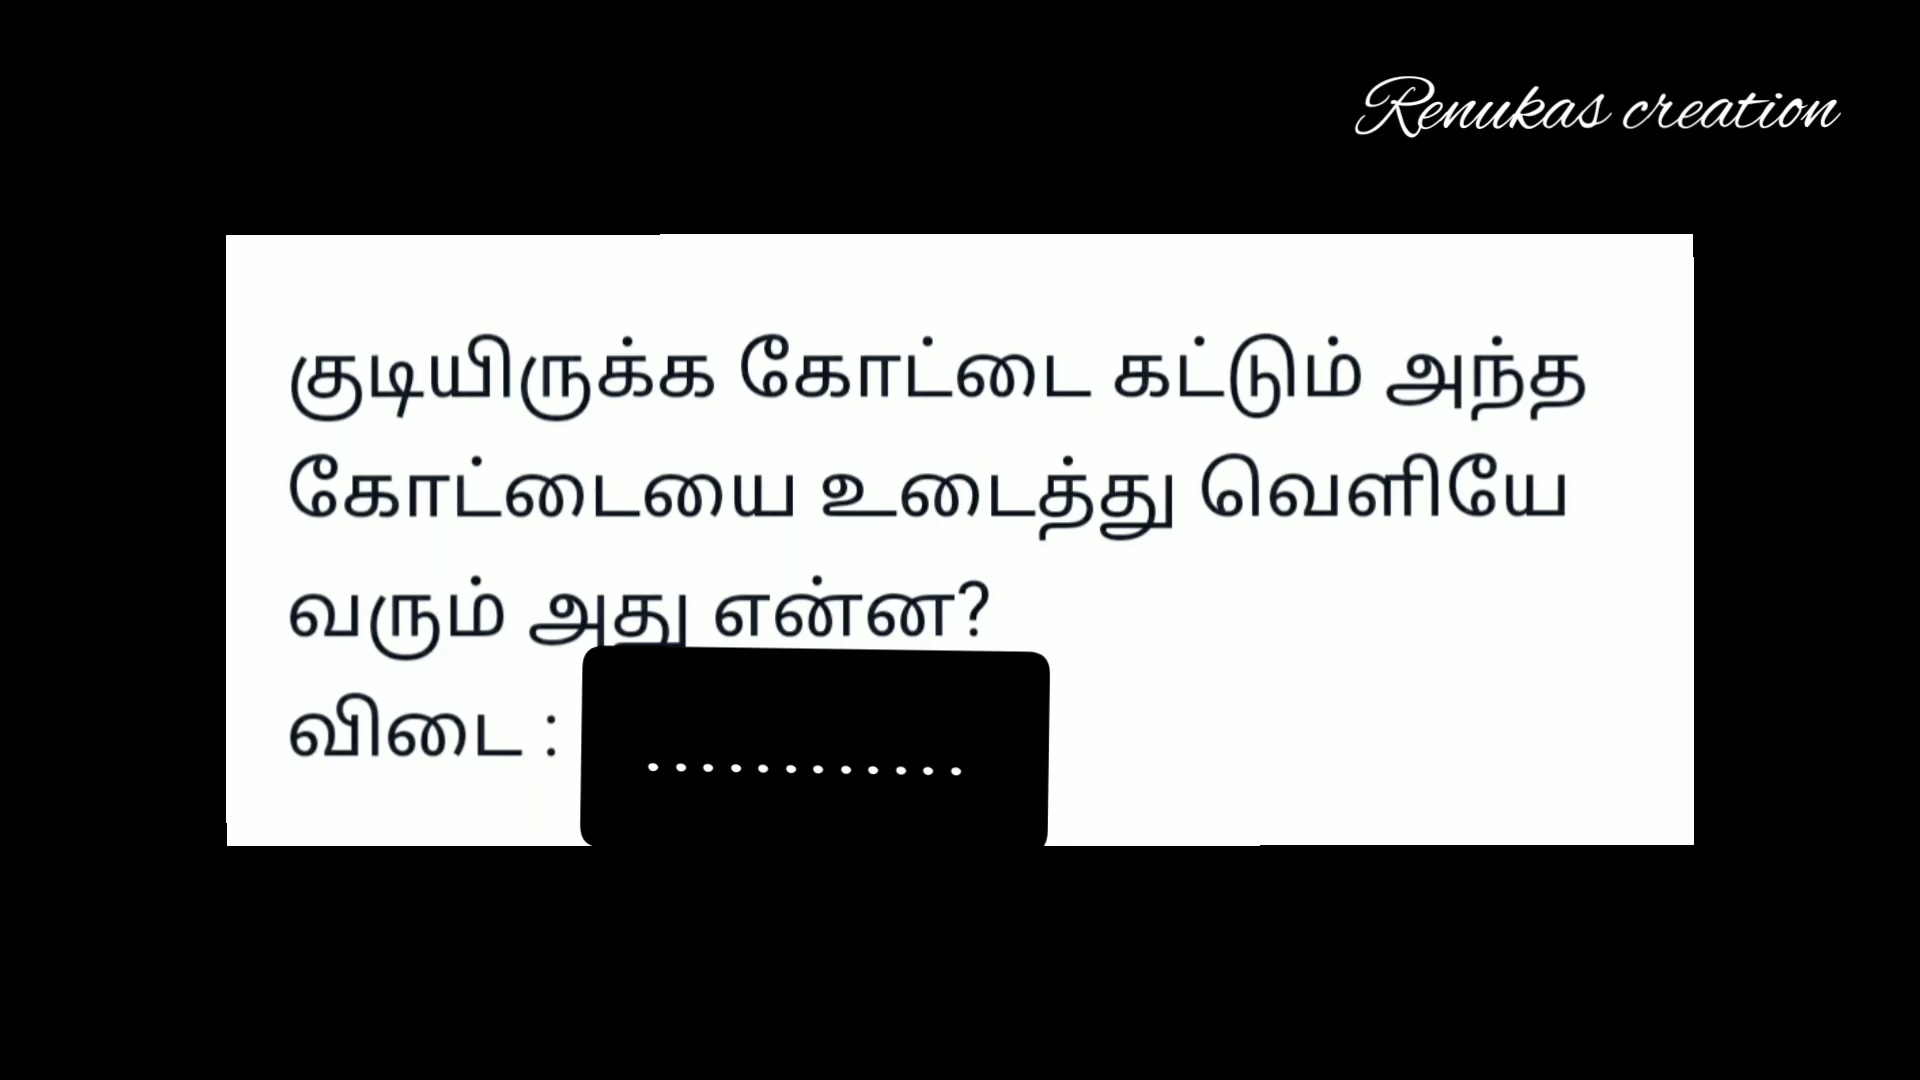 Renukas creation
குடியிருக்க கோட்டை கட்டும் அந்த
கோட்டையை உடைத்து வெளியே
வரும் அது என்ன?
விடை : ............